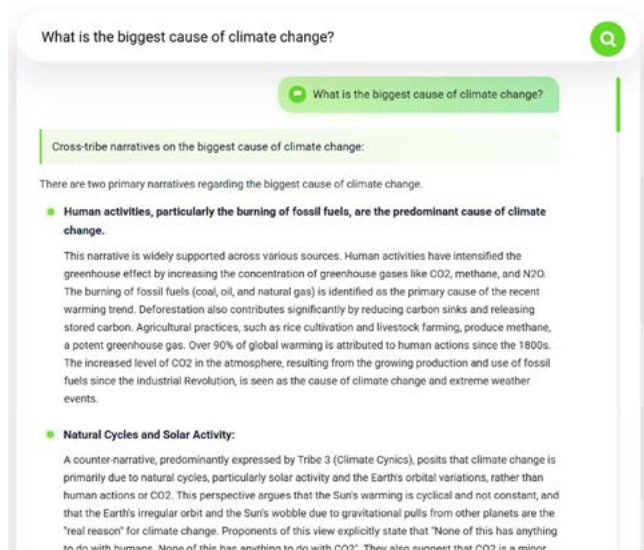 What is the biggest cause of climate change?
What is the biggest cause of climate change?
Cross-tribe narratives on the biggest cause of climate change:
There are two primary narratives regarding the biggest cause of climate change.
Human activities, particularly the burning of fossil fuels, are the predominant cause of climate
change.
This narrative is widely supported across various sources. Human activities have intensified the
greenhouse effect by increasing the concentration of greenhouse gases like CO2, methane, and N2O.
The burning of fossil fuels (coal, oil, and natural gas) is identified as the primary cause of the recent
warming trend. Deforestation also contributes significantly by reducing carbon sinks and releasing
stored carbon. Agricultural practices, such as rice cultivation and livestock farming, produce methane,
a potent greenhouse gas. Over 90% of global warming is attributed to human actions since the 1800s.
The increased level of CO2 in the atmosphere, resulting from the growing production and use of fossil
fuels since the Industrial Revolution, is seen as the cause of climate change and extreme weather
events.
Natural Cycles and Solar Activity:
A counter-narrative, predominantly expressed by Tribe 3 (Climate Cynics), posits that climate change is
primarily due to natural cycles, particularly solar activity and the Earth's orbital variations, rather than
human actions or CO2. This perspective argues that the Sun's warming is cyclical and not constant, and
that the Earth's irregular orbit and the Sun's wobble due to gravitational pulls from other planets are the
"real reason" for climate change. Proponents of this view explicitly state that "None of this has anything
to do with humans. None of this has anything to do with CO2". They also suggest that CO2 is a minor